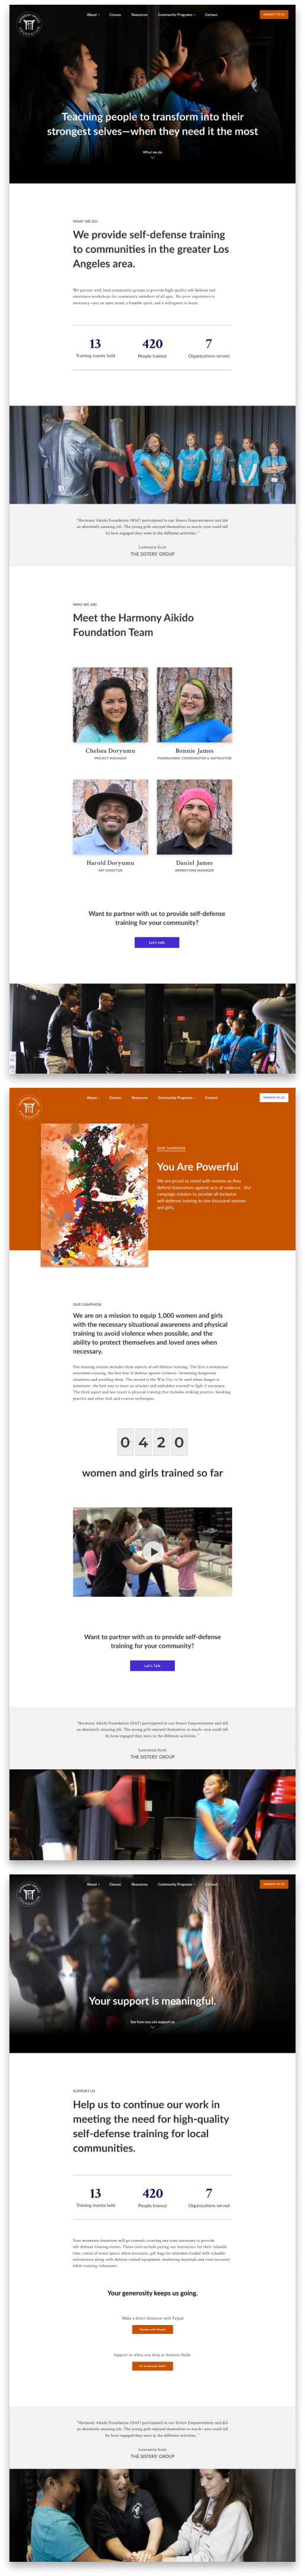 About
Classes
Resources
Community Programs
Contact
DONATE TO US
Teaching people to transform into their
strongest selves—when they need it the most
What we do
WHAT WE DO
We provide self-defense training
to communities in the greater Los
Angeles area.
We partner with local community groups to provide high-quality self-defense and
awareness workshops for community members of all ages. No prior experience is
necessary—just an open mind, a humble spirit, and a willingness to learn.
13
420
7
Training events held
People trained
Organizations served
"Harmony Aikido Foundation (HAF) participated in our Sisters Empowerment and did
an absolutely amazing job. The young girls enjoyed themselves so much—you could tell
by how engaged they were in the different activities. "
Lawrencia Scott
THE SISTERS' GROUP
WHO WE ARE
Meet the Harmony Aikido
Foundation Team
Chelsea Doryumu
Bonnie James
PROJECT MANAGER
FUNDRAISING COORDINATOR & INSTRUCTOR
Harold Doryumu
Daniel James
ART DIRECTOR
OPERATIONS MANAGER
Want to partner with us to provide self-defense
training for your community?
Let's talk
About
Classes
Resources
Community Programs
Contact
DONATE TO US
OUR CAMPAIGN
You Are Powerful
We are proud to stand with women as they
defend themselves against acts of violence. Our
campaign mission to provide all-inclusive
self-defense training to one thousand women
and girls.
OUR CAMPAIGN
We are on a mission to equip 1,000 women and girls
with the necessary situational awareness and physical
training to avoid violence when possible, and the
ability to protect themselves and loved ones when
necessary.
Our training mission includes three aspects of self-defense training. The first is situational
awareness training, the best line of defense against violence—lessening dangerous
situations and avoiding them. The second is the War Cry, to be used when danger is
imminent—the best way to warn an attacker and embolden yourself to fight if necessary.
The third aspect and last resort is physical training that includes striking practice, blocking
practice and other lock and evasion techniques.
0 4 2 0
women and girls trained so far
Want to partner with us to provide self-defense
training for your community?
Let's Talk
"Harmony Aikido Foundation (HAF) participated in our Sisters Empowerment and did
an absolutely amazing job. The young girls enjoyed themselves so much—you could tell
by how engaged they were in the different activities. "
Lawrencia Scott
THE SISTERS' GROUP
About
Classes
Resources
Community Programs
Contact
DONATE TO US
Your support is meaningful.
See how you can support us
SUPPORT US
Help us to continue our work in
meeting the need for high-quality
self-defense training for local
communities.
13
420
7
Training events held
People trained
Organizations served
Your monetary donations will go towards covering any costs necessary to provide
self-defense training events. These costs include paying our instructors for their valuable
time, rental of event spaces when necessary, gift bags for attendees loaded with valuable
information along with defense related equipment, marketing materials and costs incurred
while training volunteers.
Your generosity keeps us going.
Make a direct donation with Paypal
Donate with Paypal
Support us when you shop at Amazon Smile
Go to Amazon Smile
"Harmony Aikido Foundation (HAF) participated in our Sisters Empowerment and did
an absolutely amazing job. The young girls enjoyed themselves so much—you could tell
by how engaged they were in the different activities. "
Lawrencia Scott
THE SISTERS' GROUP